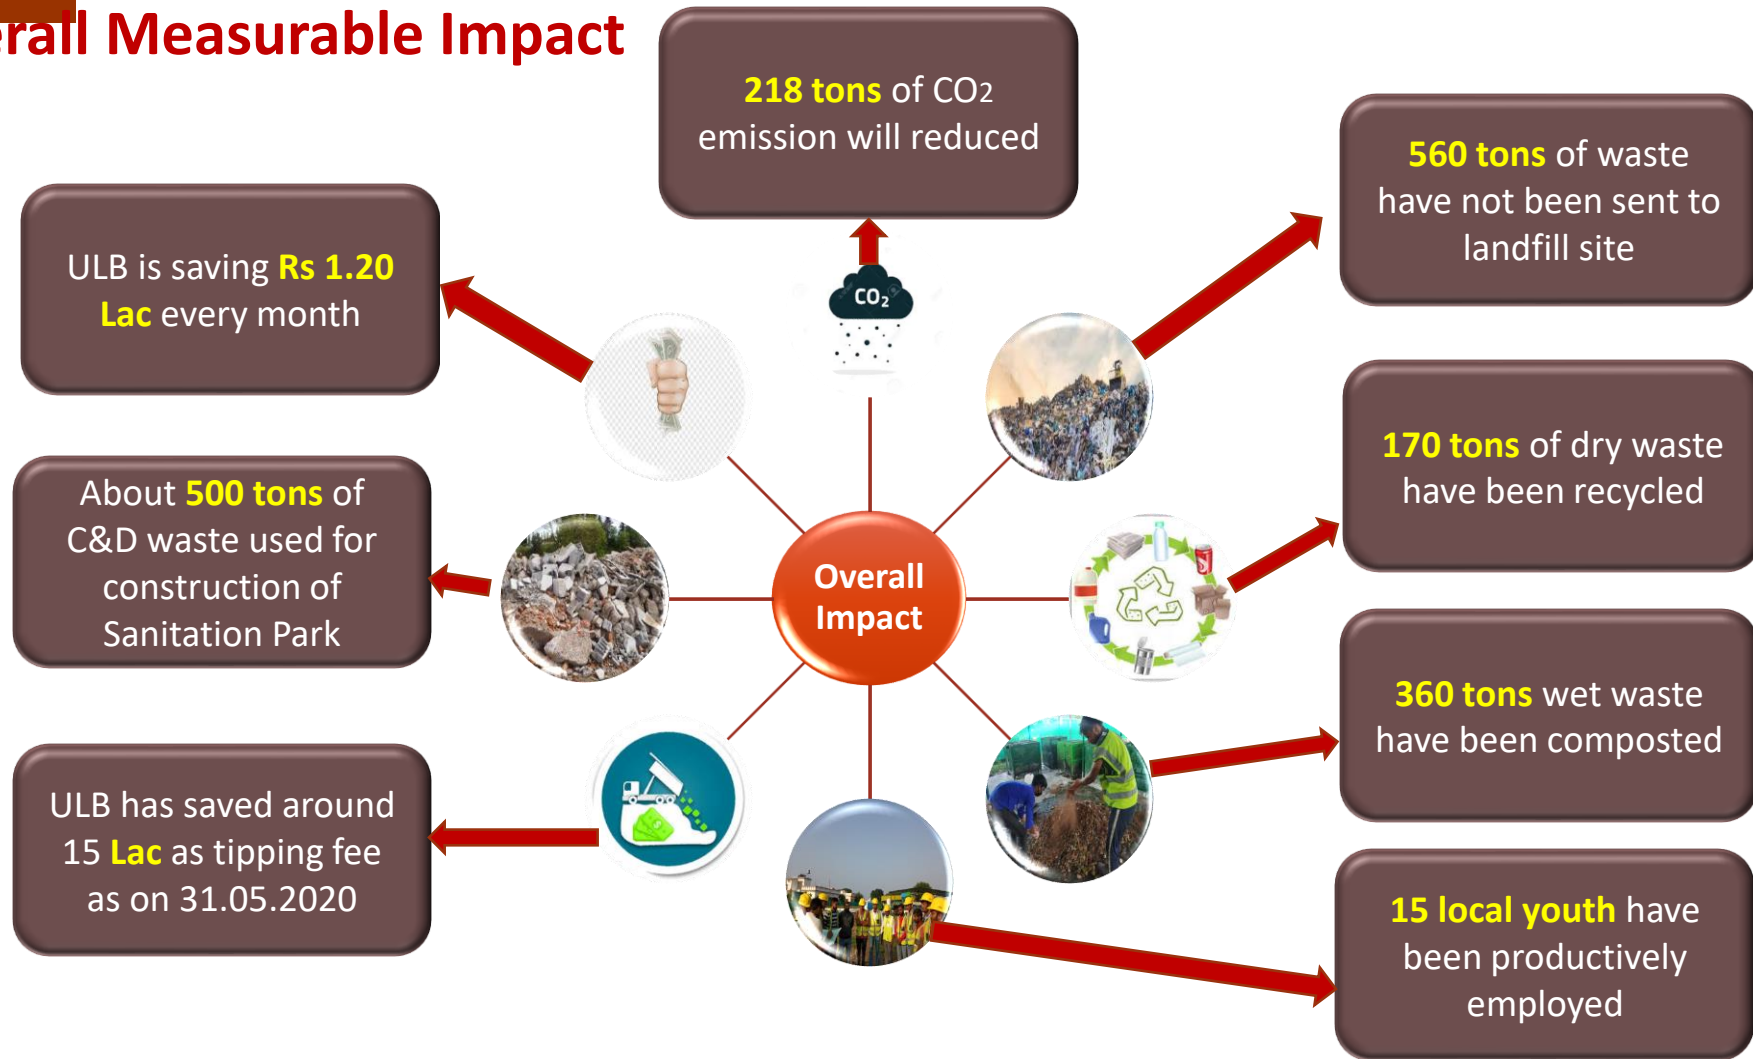 erall Measurable Impact
218 tons of CO2
emission will reduced
560 tons of waste
have not been sent to
landfill site
ULB is saving Rs 1.20
Lac every month
CO₂
170 tons of dry waste
have been recycled
About 500 tons of
C&D waste used for
construction of
Sanitation Park
Overall
Impact
360 tons wet waste
have been composted
ULB has saved around
15 Lac as tipping fee
as on 31.05.2020
15 local youth have
been productively
employed